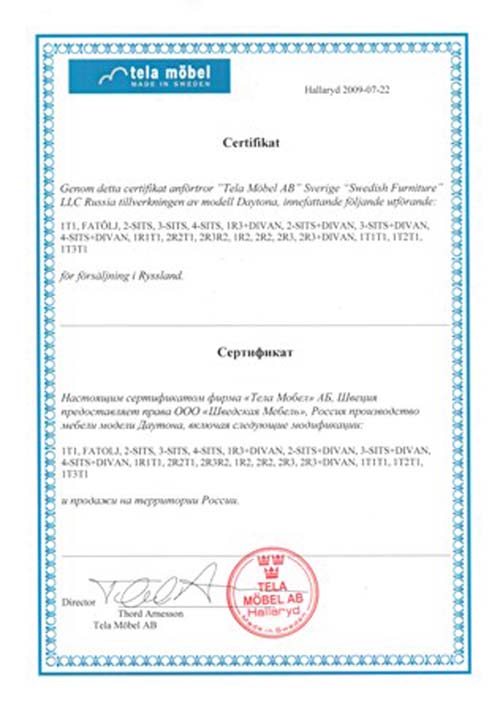 tela möbel
MADE IN SWEDEN
Hallaryd 2009-07-22
Certifikat
Genom detta certifikat anförtror "Tela Möbel AB" Sverige "Swedish Furniture"
LLC Russia tillverkningen av modell Daytona, innefattande följande utförande:
1T1, FATÖLJ, 2-SITS, 3-SITS, 4-SITS, 1R3+DIVAN, 2-SITS+DIVAN, 3-SITS+DIVAN,
4-SITS+DIVAN, 1R1T1, 2R2T1, 2R3R2, 1R2, 2R2, 2R3, 2R3+DIVAN, 1T1T1, 1T2T1,
1T3T1
för försäljning i Ryssland.
Сертификат
Настоящим сертификатом фирма «Тела Мобел» АБ, Швеция
предоставляет права ООО «Шведская Мебель», Россия производство
мебели модели Даутона, включая следующие модификации:
1T1, FATOLJ, 2-SITS, 3-SITS, 4-SITS, 1R3+DIVAN, 2-SITS+DIVAN, 3-SITS+DIVAN,
4-SITS+DIVAN, 1R1T1, 2R2T1, 2R3R2, 1R2, 2R2, 2R3, 2R3+DIVAN, 1T1T1, 1T2T1,
1T3T1
и продажи на территории России.
Director
Thord Arnesson
Tela Möbel AB
TELA
MÖBEL AB
Hallaryd
Made in Sweden